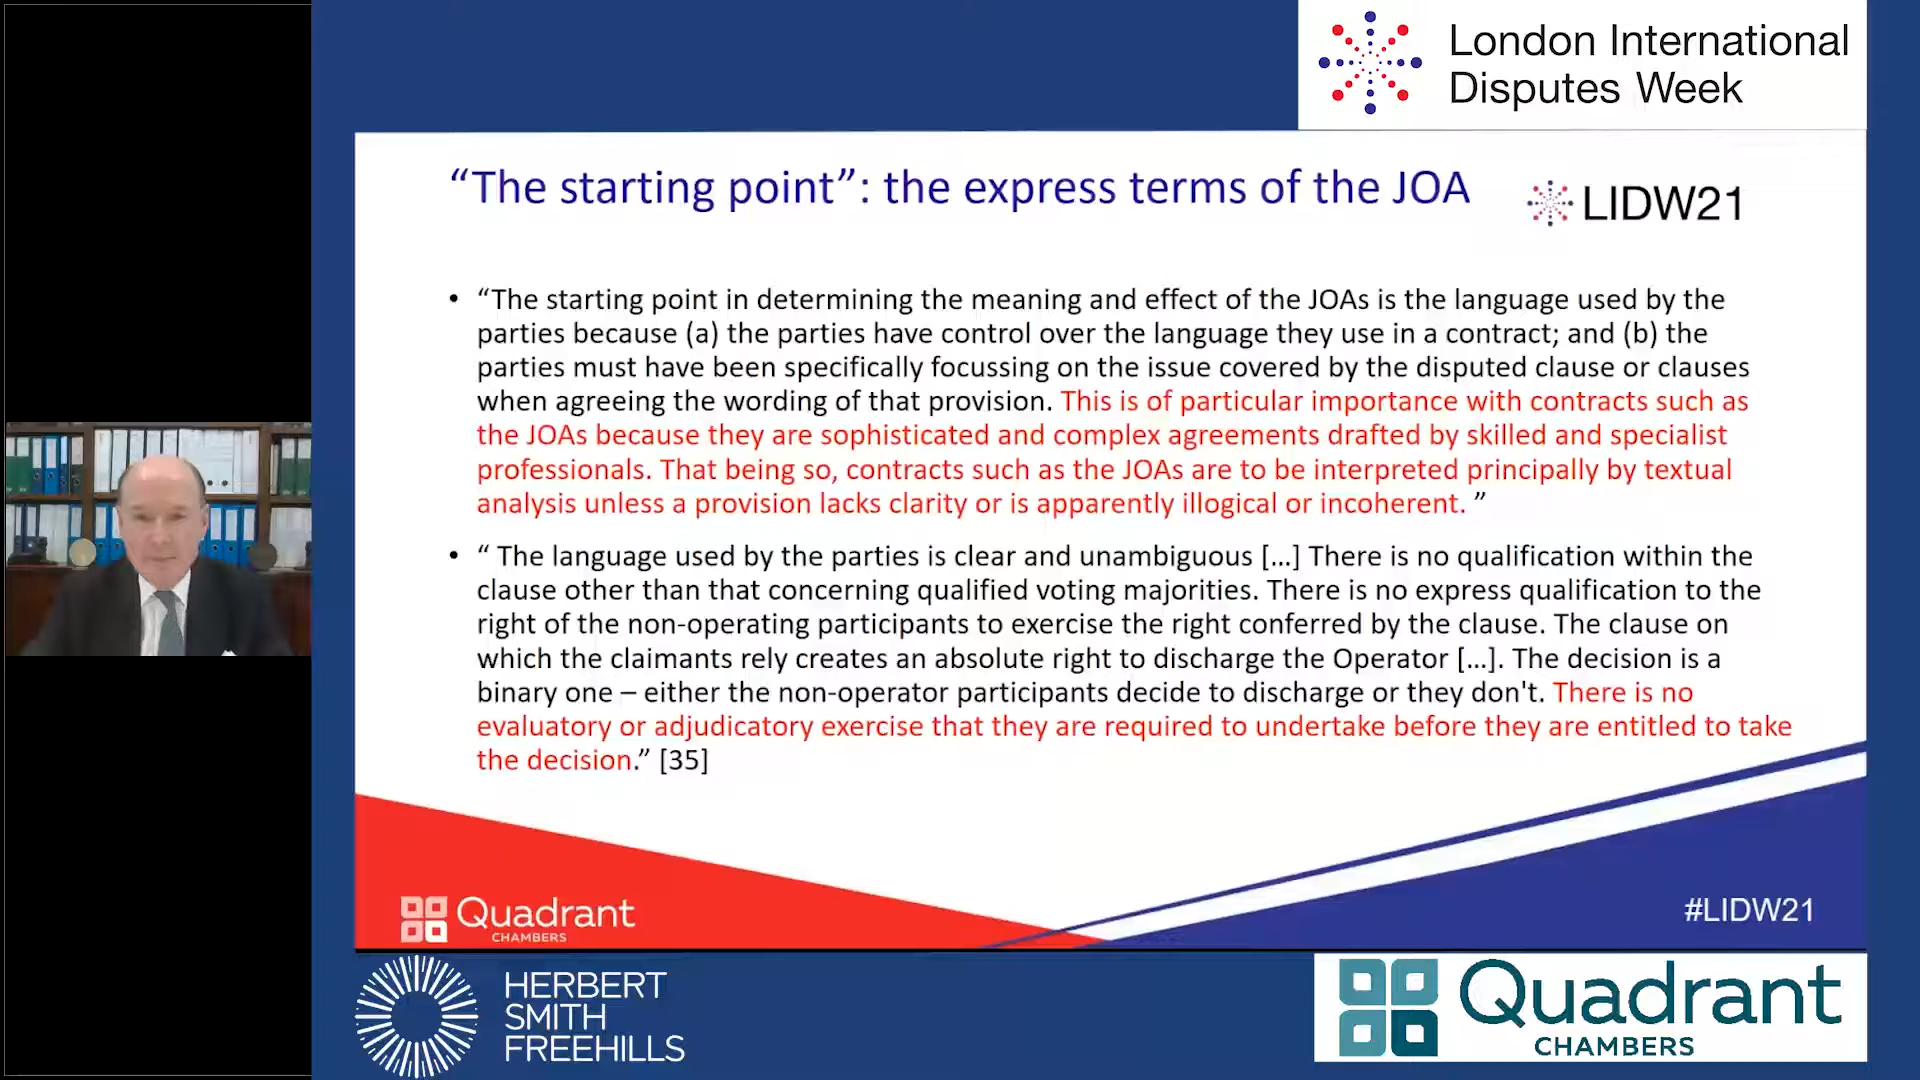 London International
Disputes Week
“The starting point”: the express terms of the JOA
LIDW21
• “The starting point in determining the meaning and effect of the JOAs is the language used by the
parties because (a) the parties have control over the language they use in a contract; and (b) the
parties must have been specifically focussing on the issue covered by the disputed clause or clauses
when agreeing the wording of that provision. This is of particular importance with contracts such as
the JOAs because they are sophisticated and complex agreements drafted by skilled and specialist
professionals. That being so, contracts such as the JOAs are to be interpreted principally by textual
analysis unless a provision lacks clarity or is apparently illogical or incoherent. ”
• “ The language used by the parties is clear and unambiguous [...] There is no qualification within the
clause other than that concerning qualified voting majorities. There is no express qualification to the
right of the non-operating participants to exercise the right conferred by the clause. The clause on
which the claimants rely creates an absolute right to discharge the Operator [...]. The decision is a
binary one – either the non-operator participants decide to discharge or they don't. There is no
evaluatory or adjudicatory exercise that they are required to undertake before they are entitled to take
the decision.” [35]
Quadrant
CHAMBERS
#LIDW21
HERBERT
SMITH
FREEHILLS
Quadrant
CHAMBERS